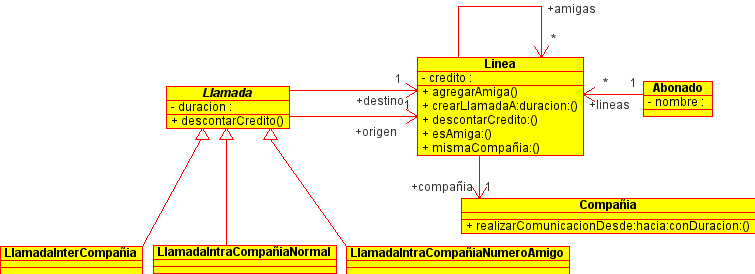 +amigas
*
Linea
- credito :
+ agregarAmiga()
+ crearLlamadaA:duracion:()
+ descontarCredito:()
+ esAmiga:()
+ mismaCompañia:()
Llamada
- duracion :
+ descontarCredito()
1
+destino
1
+origen
*
1
+lineas
Abonado
- nombre :
+compañia
1
Compañia
+ realizarComunicacionDesde:hacia:conDuracion:()
LlamadaInterCompañia
LlamadaIntraCompañiaNormal
LlamadaIntraCompañiaNumeroAmigo